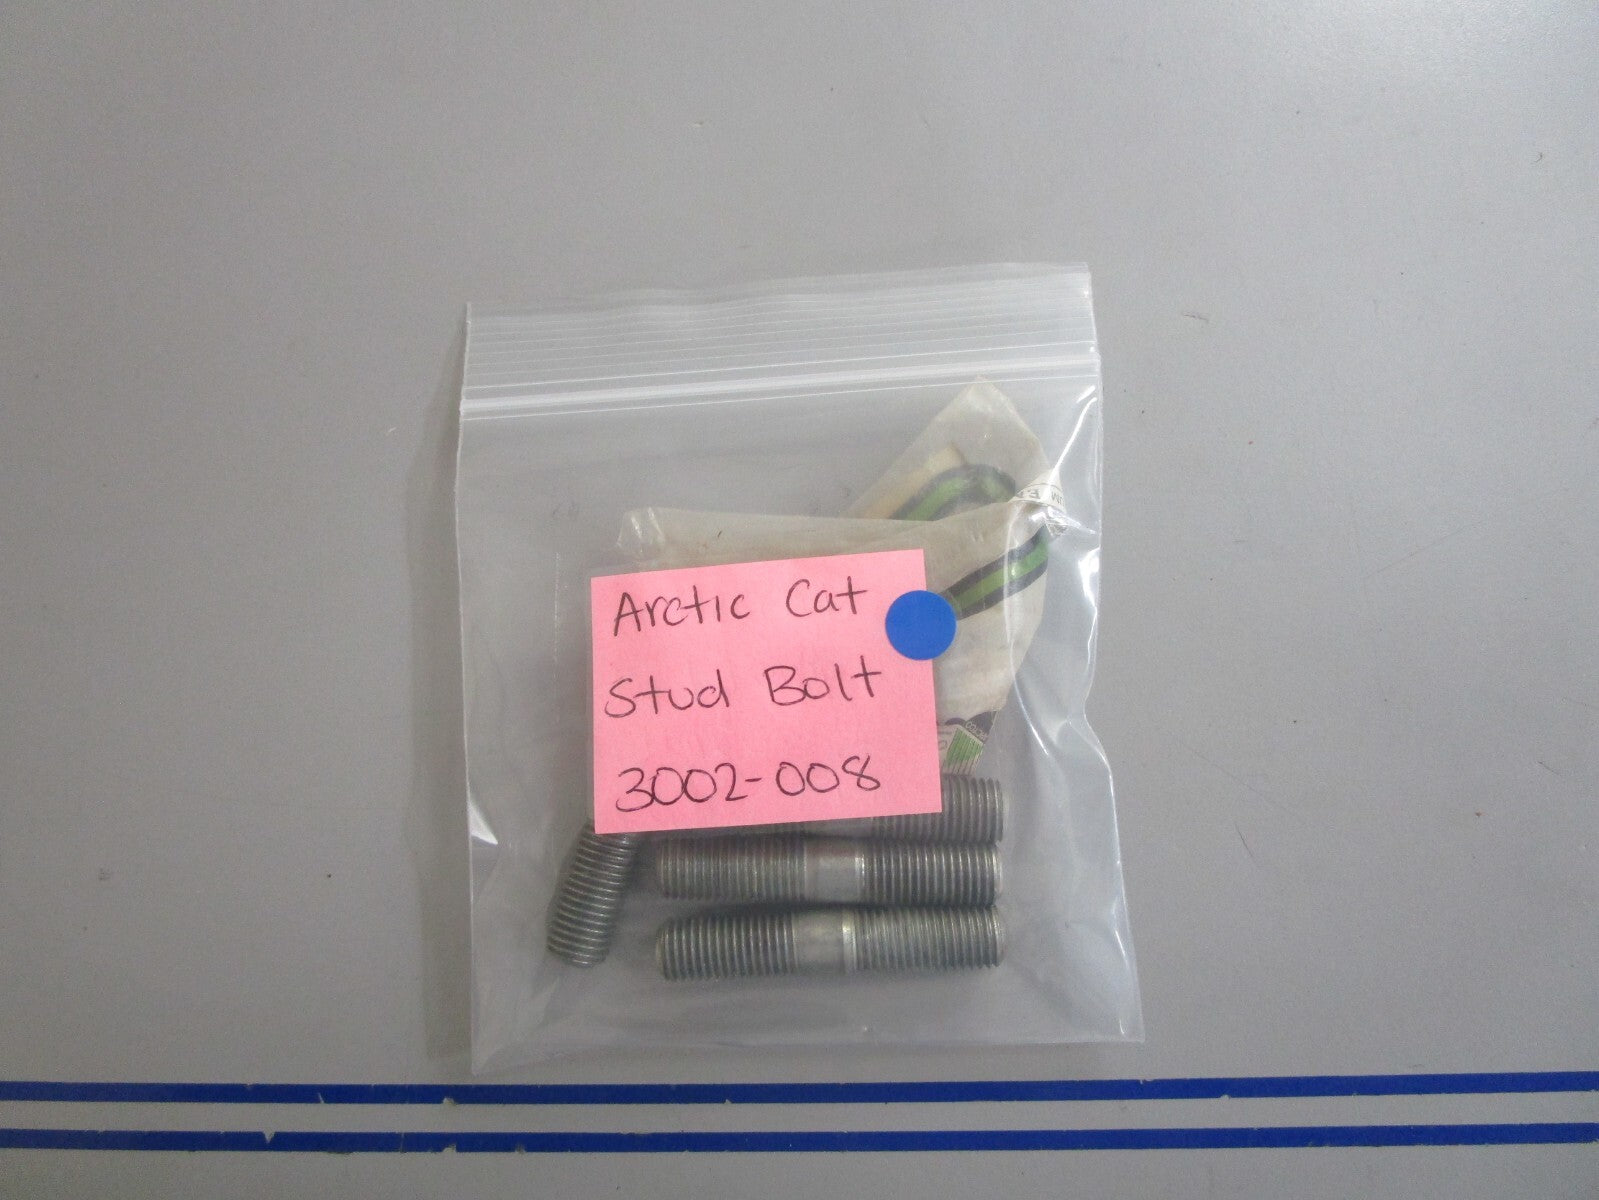 Arctic Cat
Stud Bolt
3002-008